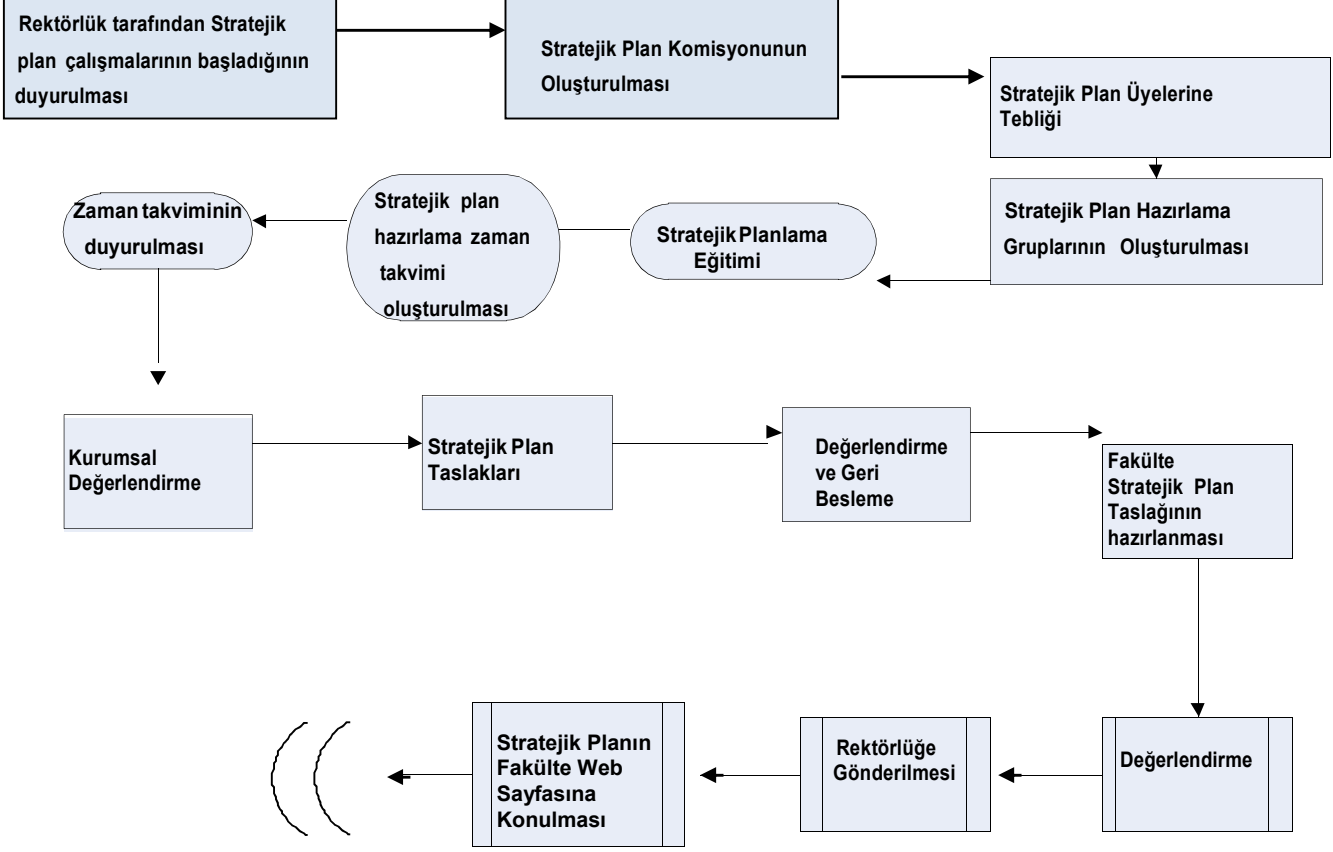 Rektörlük tarafından Stratejik
plan çalışmalarının başladığının
duyurulması
Stratejik Plan Komisyonunun
Oluşturulması
Stratejik Plan Üyelerine
Tebliği
Stratejik Plan Hazırlama
Gruplarının Oluşturulması
Stratejik Planlama
Eğitimi
Stratejik plan
hazırlama zaman
takvimi
oluşturulması
Zaman takviminin
duyurulması
Kurumsal
Değerlendirme
Stratejik Plan
Taslakları
Değerlendirme
ve Geri
Besleme
Fakülte
Stratejik Plan
Taslağının
hazırlanması
Değerlendirme
Rektörlüğe
Gönderilmesi
Stratejik Planın
Fakülte Web
Sayfasına
Konulması